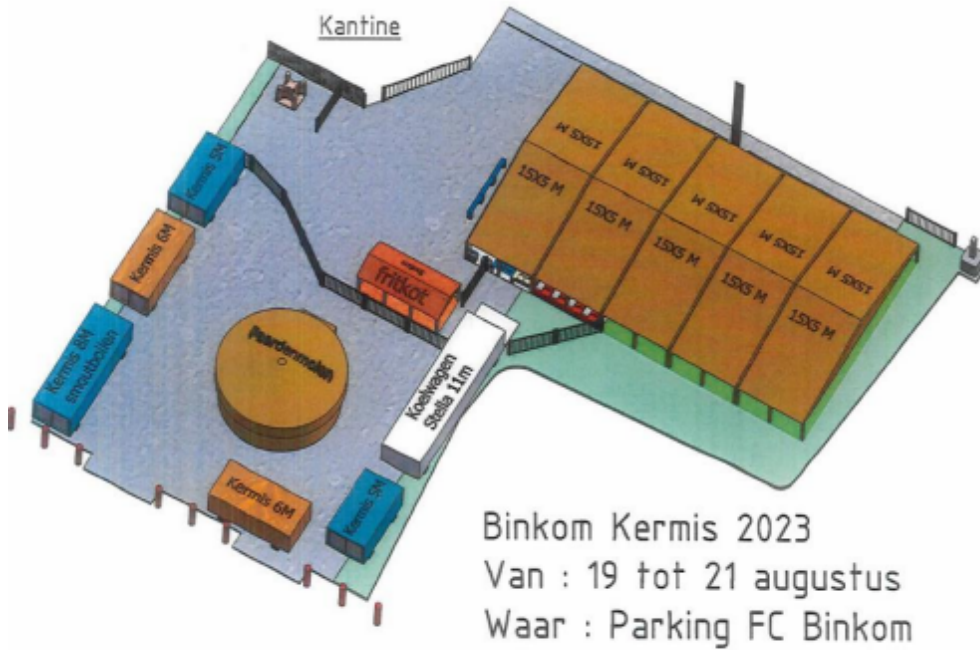 Kantine
15X5 M
15X5 M
15X5 M
15X5 M
15X5 M
15X5 M
15X5 M
15X5 M
15X5 M
15X5 M
Kermis 5M
Kermis 6M
fritkot
Kermis 8M
smoutbollen
Paardenmolen
Koelwagen
Stella 11m
Kermis 6M
Kermis 5M
Binkom Kermis 2023
Van : 19 tot 21 augustus
Waar : Parking FC Binkom